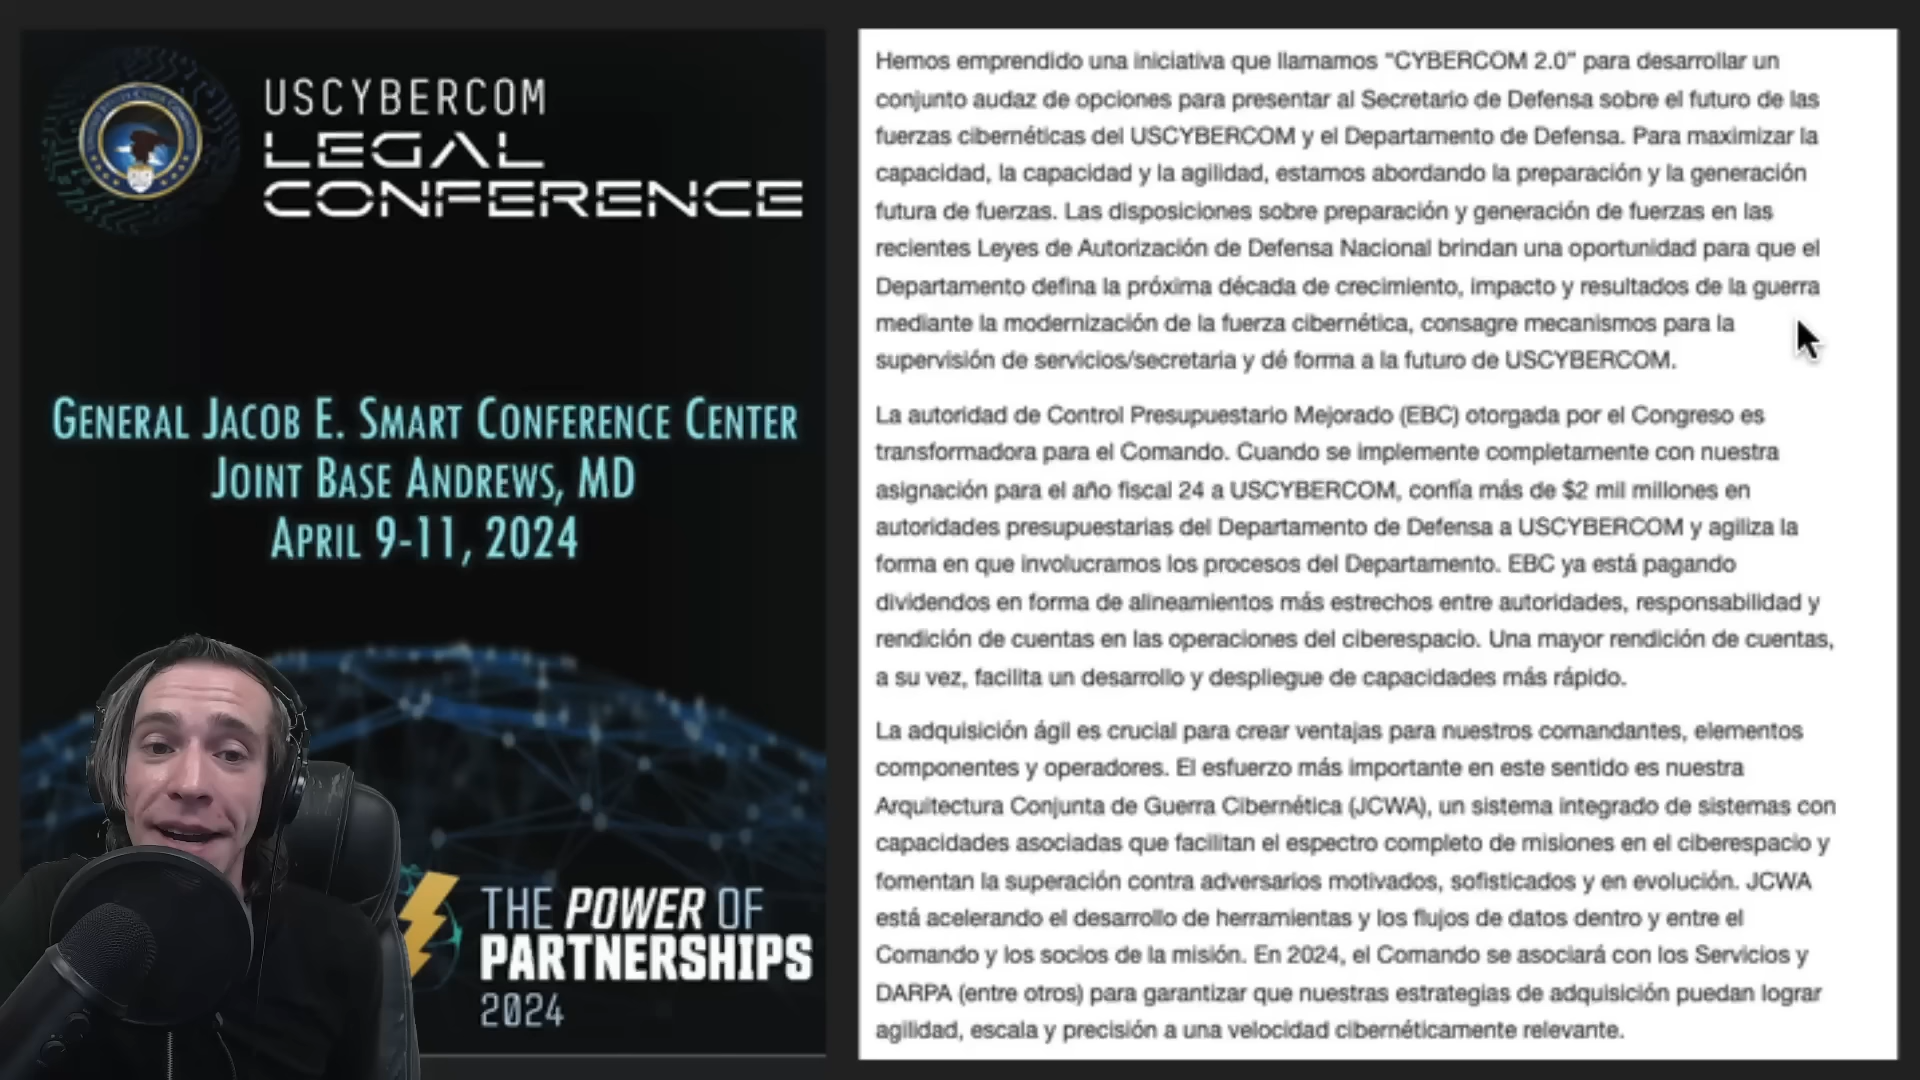 USCYBERCOM
LEGAL
CONFERENCE
GENERAL JACOB E. SMART CONFERENCE CENTER
JOINT BASE ANDREWS, MD
APRIL 9-11, 2024
THE POWER OF
PARTNERSHIPS
2024
Hemos emprendido una iniciativa que llamamos “CYBERCOM 2.0” para desarrollar un
conjunto audaz de opciones para presentar al Secretario de Defensa sobre el futuro de las
fuerzas cibernéticas del USCYBERCOM y el Departamento de Defensa. Para maximizar la
capacidad, la capacidad y la agilidad, estamos abordando la preparación y la generación
futura de fuerzas. Las disposiciones sobre preparación y generación de fuerzas en las
recientes Leyes de Autorización de Defensa Nacional brindan una oportunidad para que el
Departamento defina la próxima década de crecimiento, impacto y resultados de la guerra
mediante la modernización de la fuerza cibernética, consagre mecanismos para la
supervisión de servicios/secretaria y dé forma a la futuro de USCYBERCOM.
La autoridad de Control Presupuestario Mejorado (EBC) otorgada por el Congreso es
transformadora para el Comando. Cuando se implemente completamente con nuestra
asignación para el año fiscal 24 a USCYBERCOM, confía más de $2 mil millones en
autoridades presupuestarias del Departamento de Defensa a USCYBERCOM y agiliza la
forma en que involucramos los procesos del Departamento. EBC ya está pagando
dividendos en forma de alineamientos más estrechos entre autoridades, responsabilidad y
rendición de cuentas en las operaciones del ciberespacio. Una mayor rendición de cuentas,
a su vez, facilita un desarrollo y despliegue de capacidades más rápido.
La adquisición ágil es crucial para crear ventajas para nuestros comandantes, elementos
componentes y operadores. El esfuerzo más importante en este sentido es nuestra
Arquitectura Conjunta de Guerra Cibernética (JCWA), un sistema integrado de sistemas con
capacidades asociadas que facilitan el espectro completo de misiones en el ciberespacio y
fomentan la superación contra adversarios motivados, sofisticados y en evolución. JCWA
está acelerando el desarrollo de herramientas y los flujos de datos dentro y entre el
Comando y los socios de la misión. En 2024, el Comando se asociará con los Servicios y
DARPA (entre otros) para garantizar que nuestras estrategias de adquisición puedan lograr
agilidad, escala y precisión a una velocidad cibernéticamente relevante.